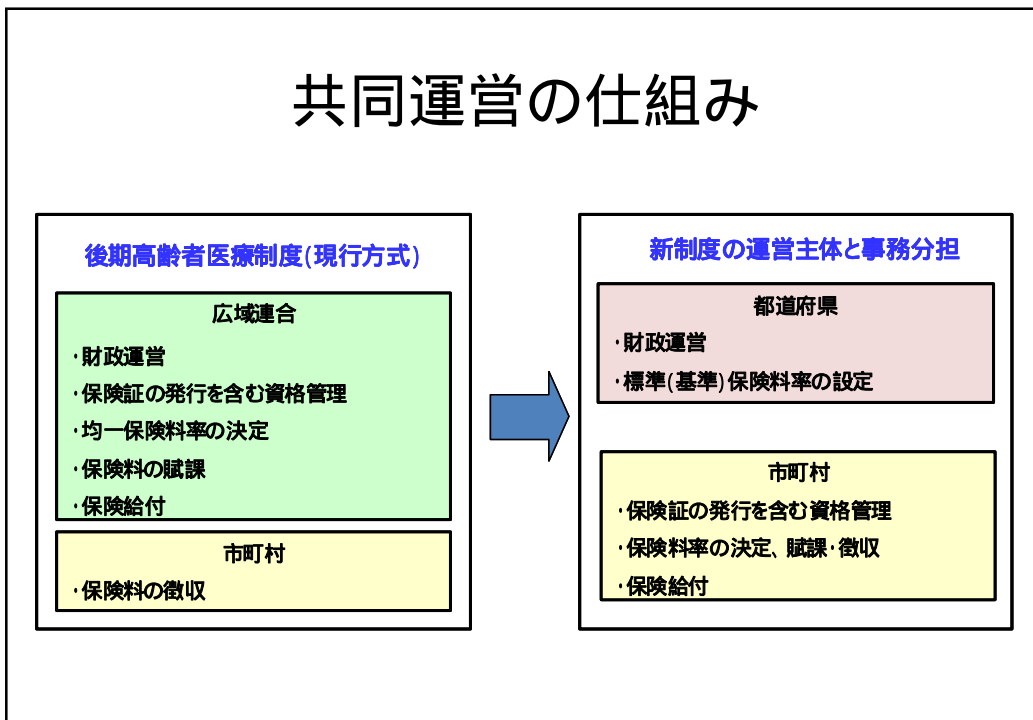 共同運営の仕組み
後期高齢者医療制度(現行方式)
広域連合
・財政運営
・保険証の発行を含む資格管理
・均一保険料率の決定
・保険料の賦課
・保険給付
市町村
・保険料の徴収
新制度の運営主体と事務分担
都道府県
・財政運営
・標準(基準)保険料率の設定
市町村
・保険証の発行を含む資格管理
・保険料率の決定、賦課・徴収
・保険給付